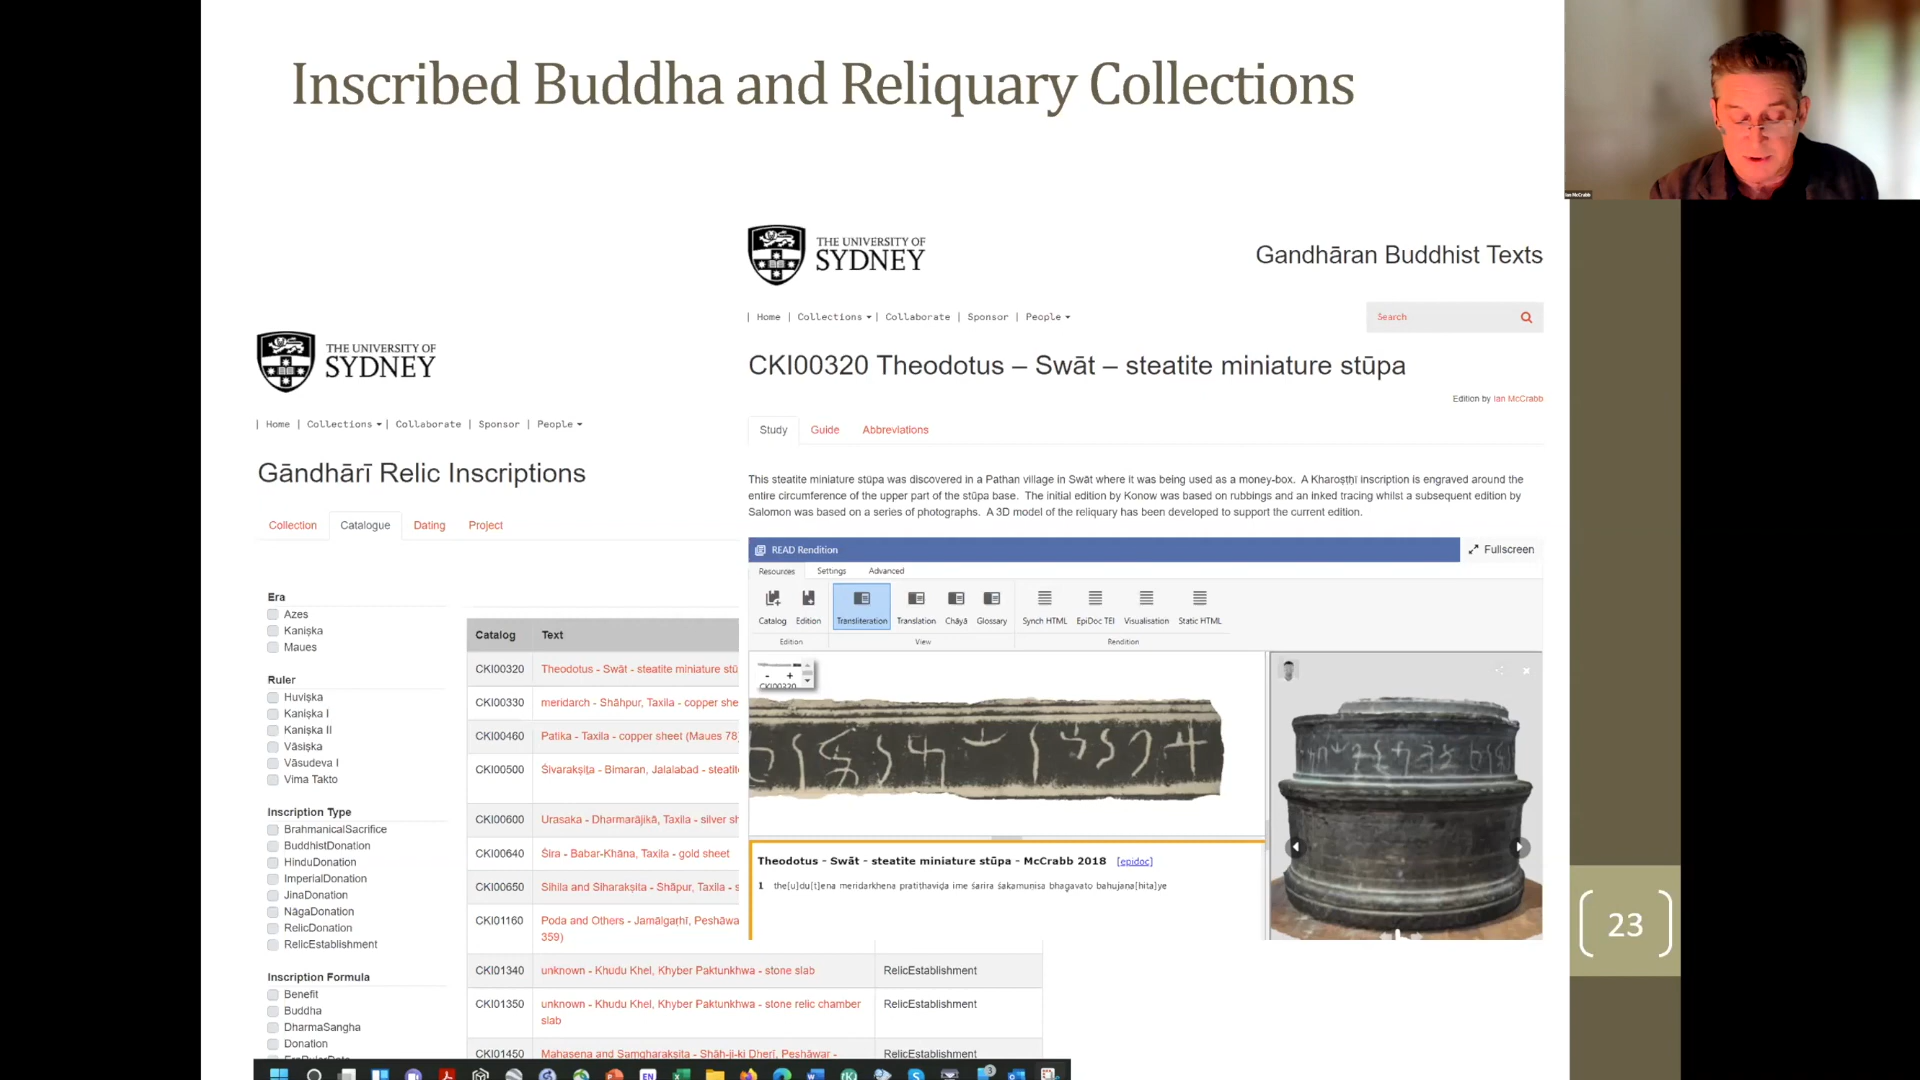 Inscribed Buddha and Reliquary Collections
THE UNIVERSITY OF
SYDNEY
Gandhāran Buddhist Texts
| Home | Collections | Collaborate | Sponsor | People
Search
CKI00320 Theodotus – Swāt – steatite miniature stūpa
Edition by Ian McCrabb
Study Guide Abbreviations
This steatite miniature stūpa was discovered in a Pathan village in Swāt where it was being used as a money-box. A Kharoṣṭhī inscription is engraved around the
entire circumference of the upper part of the stūpa base. The initial edition by Konow was based on rubbings and an inked tracing whilst a subsequent edition by
Salomon was based on a series of photographs. A 3D model of the reliquary has been developed to support the current edition.
READ Rendition
Fullscreen
Resources Settings Advanced
Catalog Edition Transliteration Translation Chāyā Glossary Synch HTML EpiDoc TEI Visualisation Static HTML
Edition View Rendition
- +
CKI00320
Theodotus - Swāt - steatite miniature stūpa - McCrabb 2018 [epidoc]
1 the[u]du[t]ena meridarkhena pratiṭhaviḍa ime śarira śakamunisa bhagavato bahujana[hita]ye
THE UNIVERSITY OF
SYDNEY
| Home | Collections | Collaborate | Sponsor | People
Gāndhārī Relic Inscriptions
Collection Catalogue Dating Project
Era
Azes
Kaniṣka
Maues
Ruler
Huviṣka
Kaniṣka I
Kaniṣka II
Vāsiṣka
Vāsudeva I
Vima Takto
Inscription Type
BrahmanicalSacrifice
BuddhistDonation
HinduDonation
ImperialDonation
JinaDonation
NāgaDonation
RelicDonation
RelicEstablishment
Inscription Formula
Benefit
Buddha
DharmaSangha
Donation
Catalog Text
CKI00320 Theodotus - Swāt - steatite miniature stū
CKI00330 meridarch - Shāhpur, Taxila - copper she
CKI00460 Patika - Taxila - copper sheet (Maues 78
CKI00500 Śivarakṣita - Bimaran, Jalalabad - steatit
CKI00600 Urasaka - Dharmarājikā, Taxila - silver sh
CKI00640 Śira - Babar-Khāna, Taxila - gold sheet
CKI00650 Sihila and Siharakṣita - Shāpur, Taxila - s
CKI01160 Poda and Others - Jamālgaṛhī, Peshāwa
359)
CKI01340 unknown - Khudu Khel, Khyber Paktunkhwa - stone slab RelicEstablishment
CKI01350 unknown - Khudu Khel, Khyber Paktunkhwa - stone relic chamber RelicEstablishment
slab
CKI01450 Mahasena and Saṃgharakṣita - Shāh-ji-ki Ḍherī, Peshāwar - RelicEstablishment
23
Ian McCrabb
EN
3